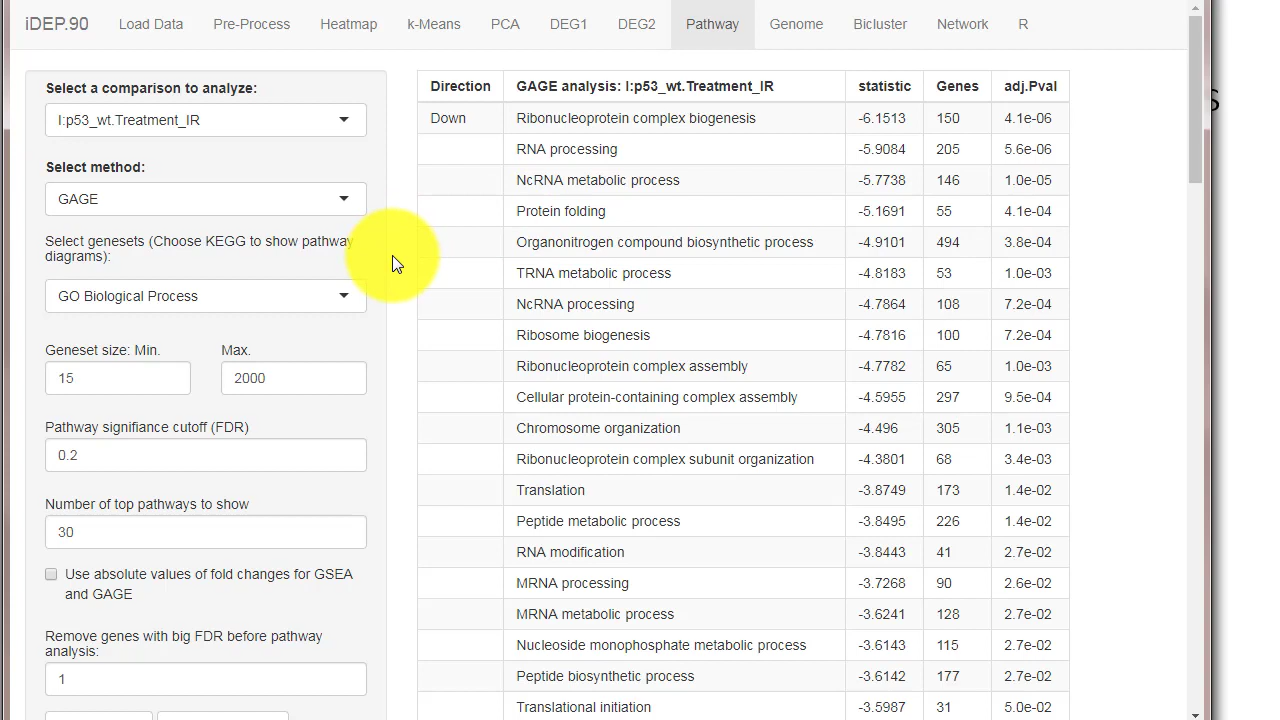 iDEP.90 Load Data Pre-Process Heatmap k-Means PCA DEG1 DEG2 Pathway Genome Bicluster Network R
Select a comparison to analyze:
I:p53_wt.Treatment_IR
Select method:
GAGE
Select genesets (Choose KEGG to show pathway
diagrams):
GO Biological Process
Geneset size: Min. Max.
15 2000
Pathway signifiance cutoff (FDR)
0.2
Number of top pathways to show
30
Use absolute values of fold changes for GSEA
and GAGE
Remove genes with big FDR before pathway
analysis:
1
Direction GAGE analysis: I:p53_wt.Treatment_IR statistic Genes adj.Pval
Down Ribonucleoprotein complex biogenesis -6.1513 150 4.1e-06
RNA processing -5.9084 205 5.6e-06
NcRNA metabolic process -5.7738 146 1.0e-05
Protein folding -5.1691 55 4.1e-04
Organonitrogen compound biosynthetic process -4.9101 494 3.8e-04
TRNA metabolic process -4.8183 53 1.0e-03
NcRNA processing -4.7864 108 7.2e-04
Ribosome biogenesis -4.7816 100 7.2e-04
Ribonucleoprotein complex assembly -4.7782 65 1.0e-03
Cellular protein-containing complex assembly -4.5955 297 9.5e-04
Chromosome organization -4.496 305 1.1e-03
Ribonucleoprotein complex subunit organization -4.3801 68 3.4e-03
Translation -3.8749 173 1.4e-02
Peptide metabolic process -3.8495 226 1.4e-02
RNA modification -3.8443 41 2.7e-02
MRNA processing -3.7268 90 2.6e-02
MRNA metabolic process -3.6241 128 2.7e-02
Nucleoside monophosphate metabolic process -3.6143 115 2.7e-02
Peptide biosynthetic process -3.6142 177 2.7e-02
Translational initiation -3.5987 31 5.0e-02